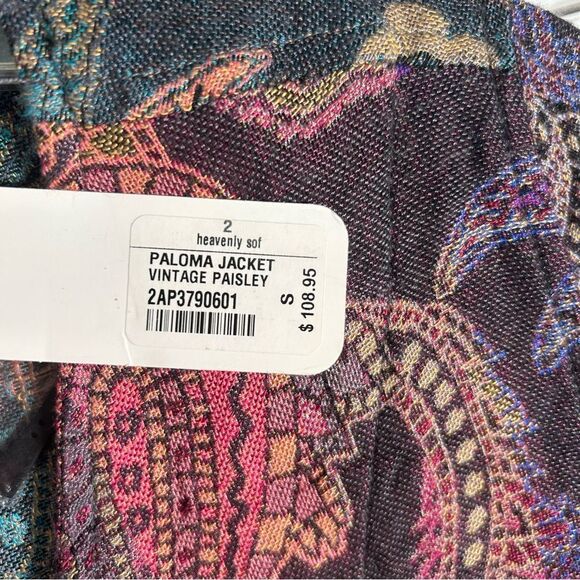 2
heavenly sof
PALOMA JACKET
VINTAGE PAISLEY
2AP3790601
S
$ 108.95